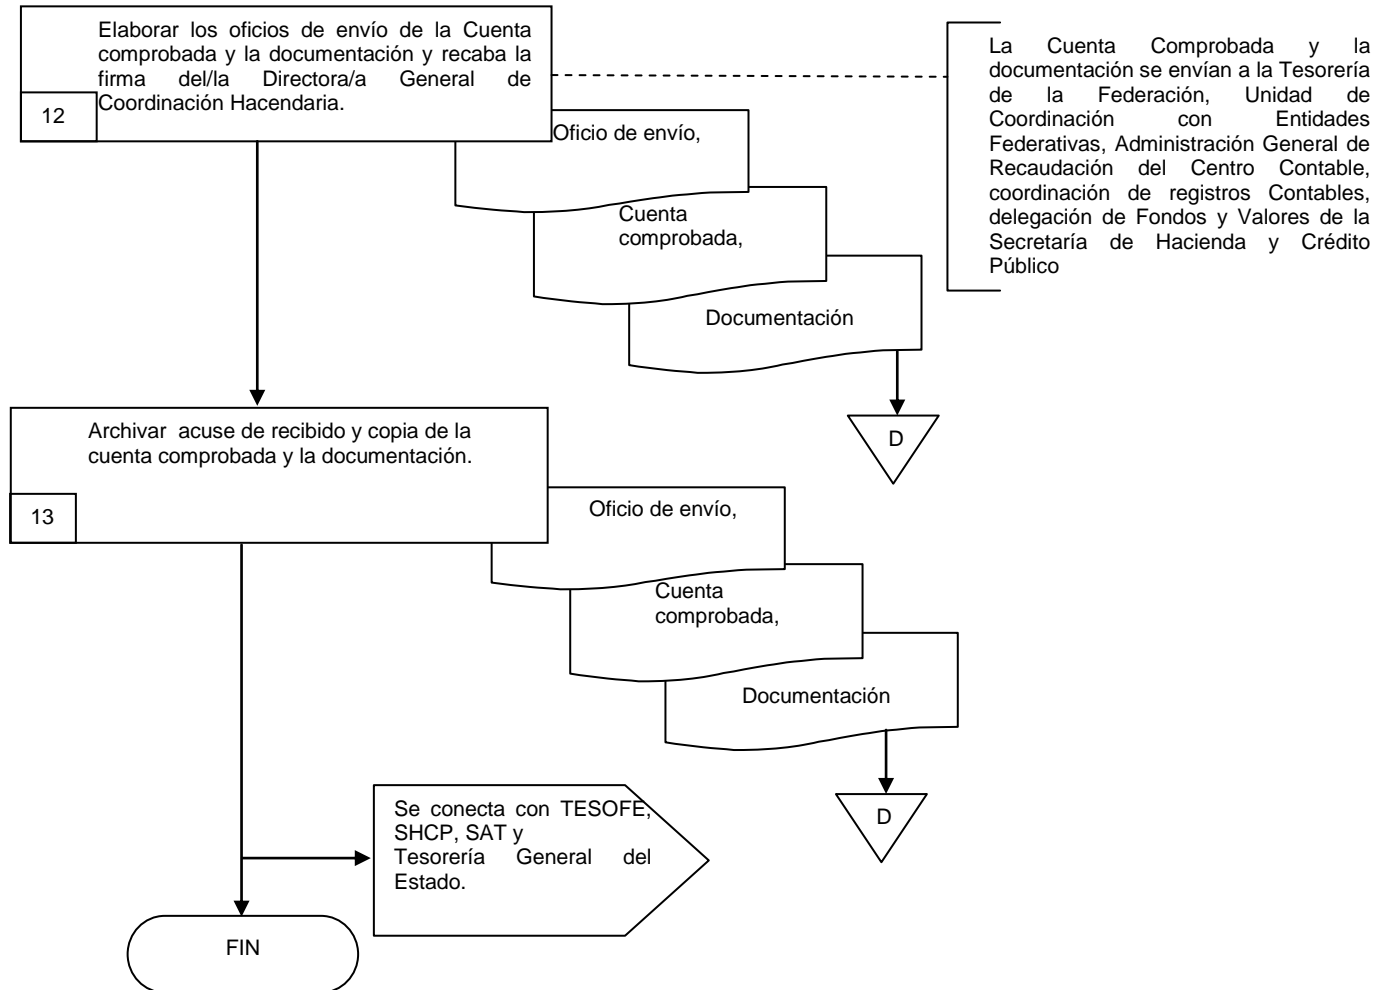 Elaborar los oficios de envío de la Cuenta
comprobada y la documentación y recaba la
firma del/la Directora/a General de
Coordinación Hacendaria.
12
La Cuenta Comprobada y la
documentación se envían a la Tesorería
de la Federación, Unidad de
Coordinación con Entidades
Federativas, Administración General de
Recaudación del Centro Contable,
coordinación de registros Contables,
delegación de Fondos y Valores de la
Secretaría de Hacienda y Crédito
Público
Oficio de envío,
Cuenta
comprobada,
Documentación
D
Archivar acuse de recibido y copia de la
cuenta comprobada y la documentación.
13
Oficio de envío,
Cuenta
comprobada,
Documentación
D
Se conecta con TESOFE,
SHCP, SAT y
Tesorería General del
Estado.
FIN